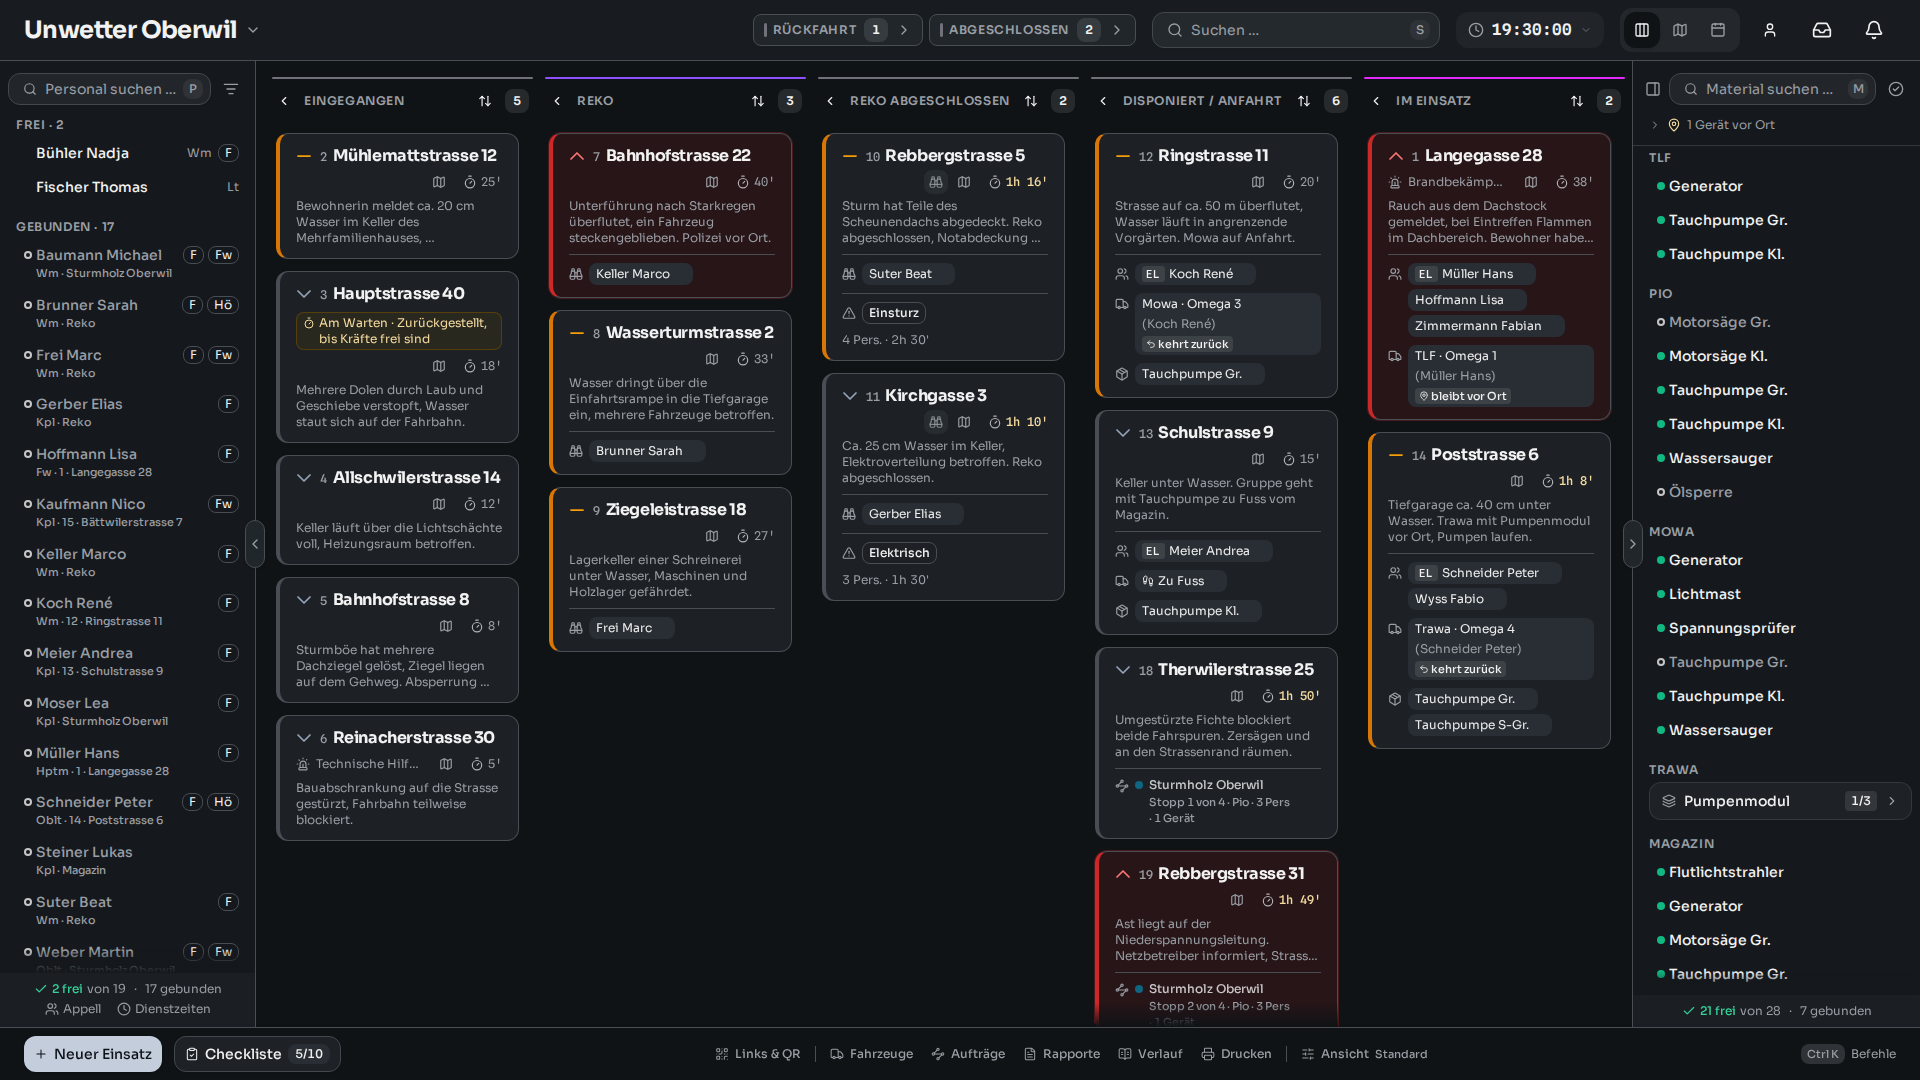 Unwetter Oberwil
RÜCKFAHRT 1
ABGESCHLOSSEN 2
Suchen ... S
19:30:00
Personal suchen ... P
FREI · 2
Bühler Nadja Wm F
Fischer Thomas Lt
GEBUNDEN · 17
Baumann Michael F Fw
Wm · Sturmholz Oberwil
Brunner Sarah F Hö
Wm · Reko
Frei Marc F Fw
Wm · Reko
Gerber Elias F
Kpl · Reko
Hoffmann Lisa F
Fw · 1 · Langegasse 28
Kaufmann Nico Fw
Kpl · 15 · Bättwilerstrasse 7
Keller Marco F
Wm · Reko
Koch René F
Wm · 12 · Ringstrasse 11
Meier Andrea F
Kpl · 13 · Schulstrasse 9
Moser Lea F
Kpl · Sturmholz Oberwil
Müller Hans F
Hptm · 1 · Langegasse 28
Schneider Peter F Hö
Oblt · 14 · Poststrasse 6
Steiner Lukas
Kpl · Magazin
Suter Beat F
Wm · Reko
Weber Martin F Fw
Oblt · Sturmholz Oberwil
2 frei von 19 · 17 gebunden
Appell Dienstzeiten
EINGEGANGEN 5
2 Mühlemattstrasse 12
25'
Bewohnerin meldet ca. 20 cm
Wasser im Keller des
Mehrfamilienhauses, ...
3 Hauptstrasse 40
Am Warten · Zurückgestellt,
bis Kräfte frei sind
18'
Mehrere Dolen durch Laub und
Geschiebe verstopft, Wasser
staut sich auf der Fahrbahn.
4 Allschwilerstrasse 14
12'
Keller läuft über die Lichtschächte
voll, Heizungsraum betroffen.
5 Bahnhofstrasse 8
8'
Sturmböe hat mehrere
Dachziegel gelöst, Ziegel liegen
auf dem Gehweg. Absperrung ...
6 Reinacherstrasse 30
Technische Hilf... 5'
Bauabschrankung auf die Strasse
gestürzt, Fahrbahn teilweise
blockiert.
REKO 3
7 Bahnhofstrasse 22
40'
Unterführung nach Starkregen
überflutet, ein Fahrzeug
steckengeblieben. Polizei vor Ort.
Keller Marco
8 Wasserturmstrasse 2
33'
Wasser dringt über die
Einfahrtsrampe in die Tiefgarage
ein, mehrere Fahrzeuge betroffen.
Brunner Sarah
9 Ziegeleistrasse 18
27'
Lagerkeller einer Schreinerei
unter Wasser, Maschinen und
Holzlager gefährdet.
Frei Marc
REKO ABGESCHLOSSEN 2
10 Rebbergstrasse 5
1h 16'
Sturm hat Teile des
Scheunendachs abgedeckt. Reko
abgeschlossen, Notabdeckung ...
Suter Beat
Einsturz
4 Pers. · 2h 30'
11 Kirchgasse 3
1h 10'
Ca. 25 cm Wasser im Keller,
Elektroverteilung betroffen. Reko
abgeschlossen.
Gerber Elias
Elektrisch
3 Pers. · 1h 30'
DISPONIERT / ANFAHRT 6
12 Ringstrasse 11
20'
Strasse auf ca. 50 m überflutet,
Wasser läuft in angrenzende
Vorgärten. Mowa auf Anfahrt.
EL Koch René
Mowa · Omega 3
(Koch René)
kehrt zurück
Tauchpumpe Gr.
13 Schulstrasse 9
15'
Keller unter Wasser. Gruppe geht
mit Tauchpumpe zu Fuss vom
Magazin.
EL Meier Andrea
Zu Fuss
Tauchpumpe Kl.
18 Therwilerstrasse 25
1h 50'
Umgestürzte Fichte blockiert
beide Fahrspuren. Zersägen und
an den Strassenrand räumen.
Sturmholz Oberwil
Stopp 1 von 4 · Pio · 3 Pers
· 1 Gerät
19 Rebbergstrasse 31
1h 49'
Ast liegt auf der
Niederspannungsleitung.
Netzbetreiber informiert, Strass...
Sturmholz Oberwil
Stopp 2 von 4 · Pio · 3 Pers
· 1 Gerät
IM EINSATZ 2
1 Langegasse 28
Brandbekämp... 38'
Rauch aus dem Dachstock
gemeldet, bei Eintreffen Flammen
im Dachbereich. Bewohner habe...
EL Müller Hans
Hoffmann Lisa
Zimmermann Fabian
TLF · Omega 1
(Müller Hans)
bleibt vor Ort
14 Poststrasse 6
1h 8'
Tiefgarage ca. 40 cm unter
Wasser. Trawa mit Pumpenmodul
vor Ort, Pumpen laufen.
EL Schneider Peter
Wyss Fabio
Trawa · Omega 4
(Schneider Peter)
kehrt zurück
Tauchpumpe Gr.
Tauchpumpe S-Gr.
Material suchen ... M
1 Gerät vor Ort
TLF
Generator
Tauchpumpe Gr.
Tauchpumpe Kl.
PIO
Motorsäge Gr.
Motorsäge Kl.
Tauchpumpe Gr.
Tauchpumpe Kl.
Wassersauger
Ölsperre
MOWA
Generator
Lichtmast
Spannungsprüfer
Tauchpumpe Gr.
Tauchpumpe Kl.
Wassersauger
TRAWA
Pumpenmodul 1/3
MAGAZIN
Flutlichtstrahler
Generator
Motorsäge Gr.
Tauchpumpe Gr.
21 frei von 28 · 7 gebunden
+ Neuer Einsatz
Checkliste 5/10
Links & QR
Fahrzeuge
Aufträge
Rapporte
Verlauf
Drucken
Ansicht Standard
Ctrl K Befehle